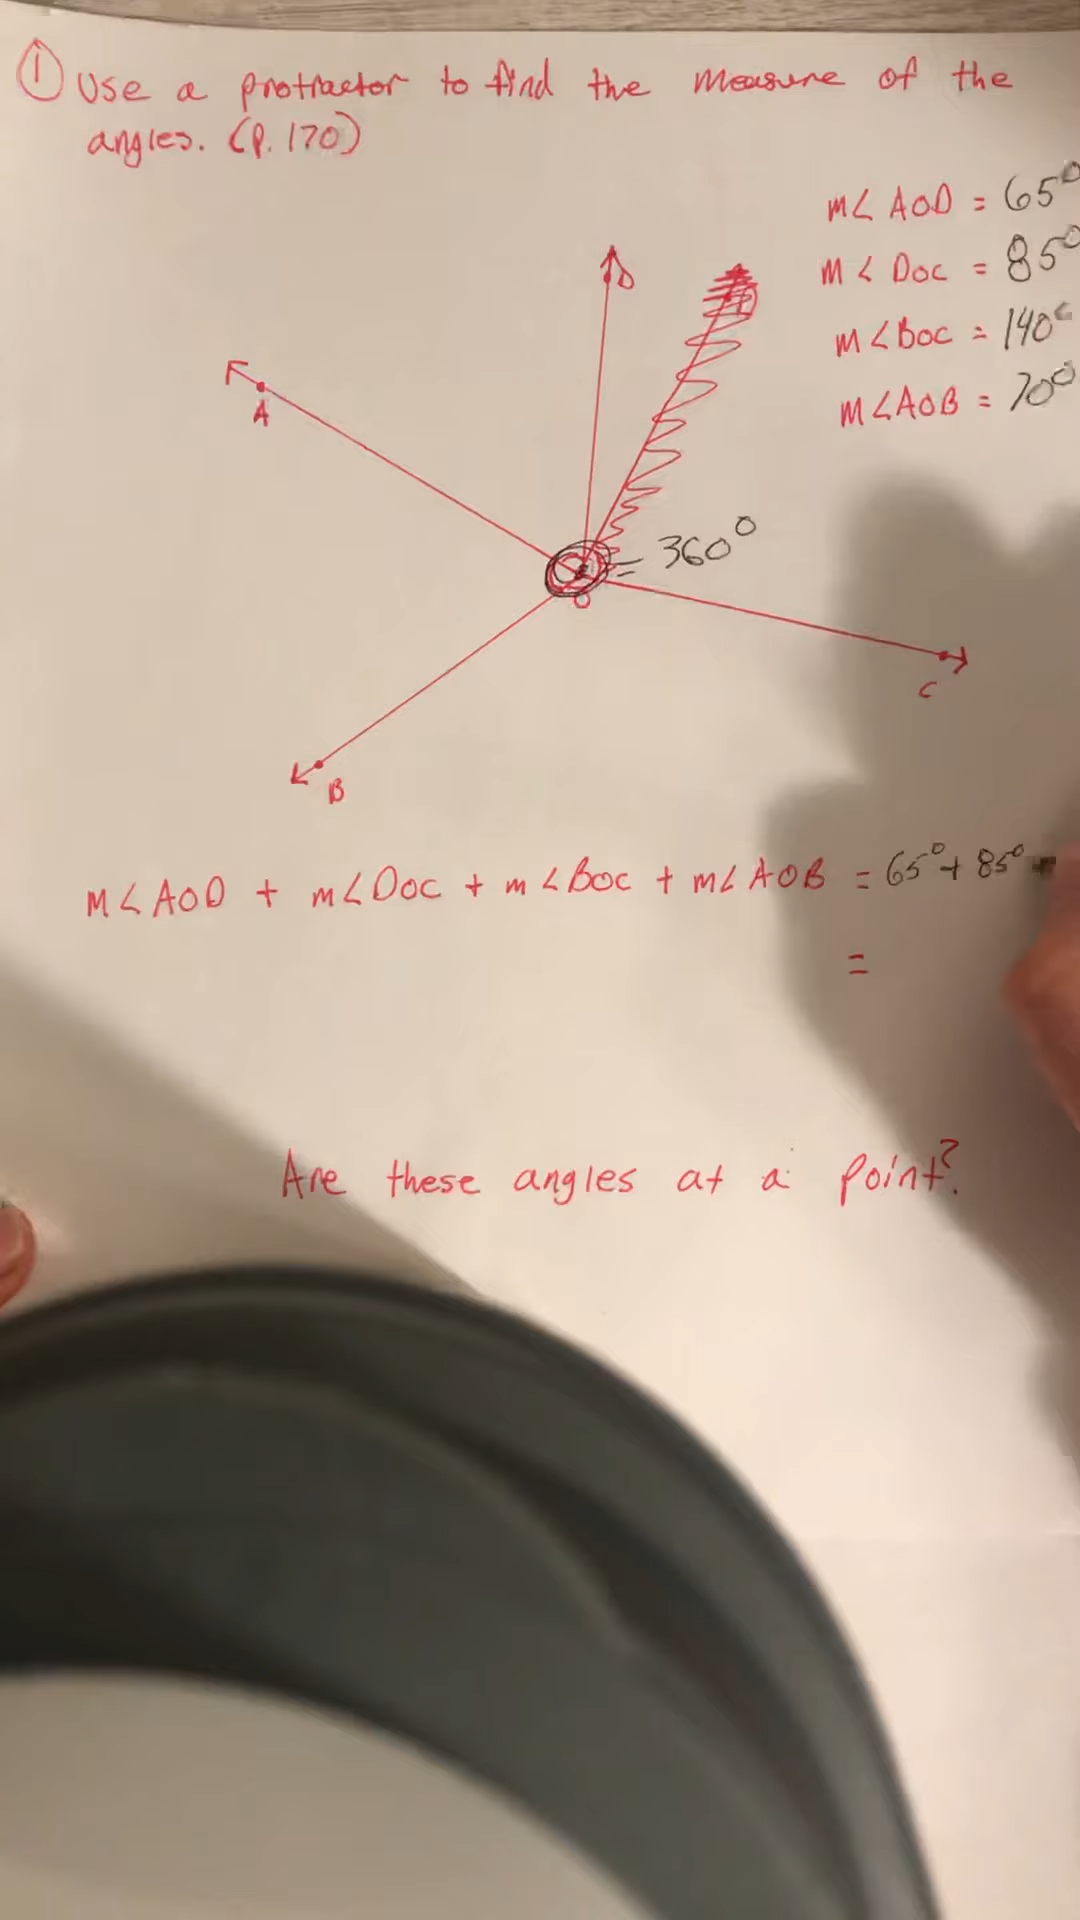 ① Use a protractor to find the measure of the
angles. (P. 170)
m∠ AOD = 65°
m∠ DOC = 85°
m∠BOC = 140°
m∠AOB = 70°
D
A
= 360°
O
C
B
m∠AOD + m∠DOC + m∠BOC + m∠AOB = 65° + 85°
=
Are these angles at a point?